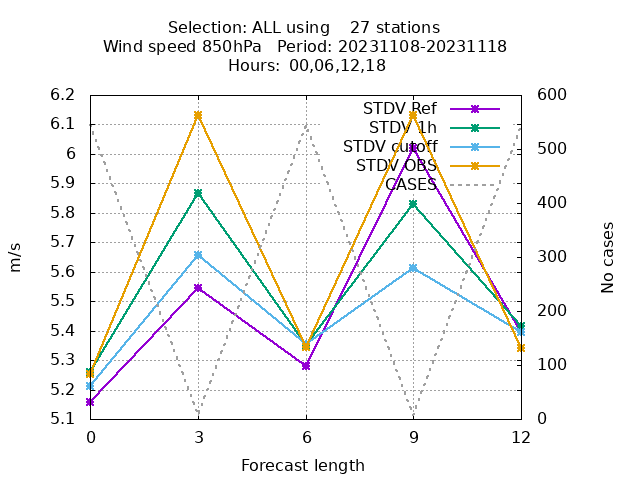 Selection: ALL using    27 stations
Wind speed 850hPa   Period: 20231108-20231118
Hours:  00,06,12,18
STDV Ref
STDV 1h
STDV cutoff
STDV OBS
CASES
6.2
6.1
6
5.9
5.8
5.7
5.6
5.5
5.4
5.3
5.2
5.1
m/s
600
500
400
300
200
100
0
No cases
0 3 6 9 12
Forecast length